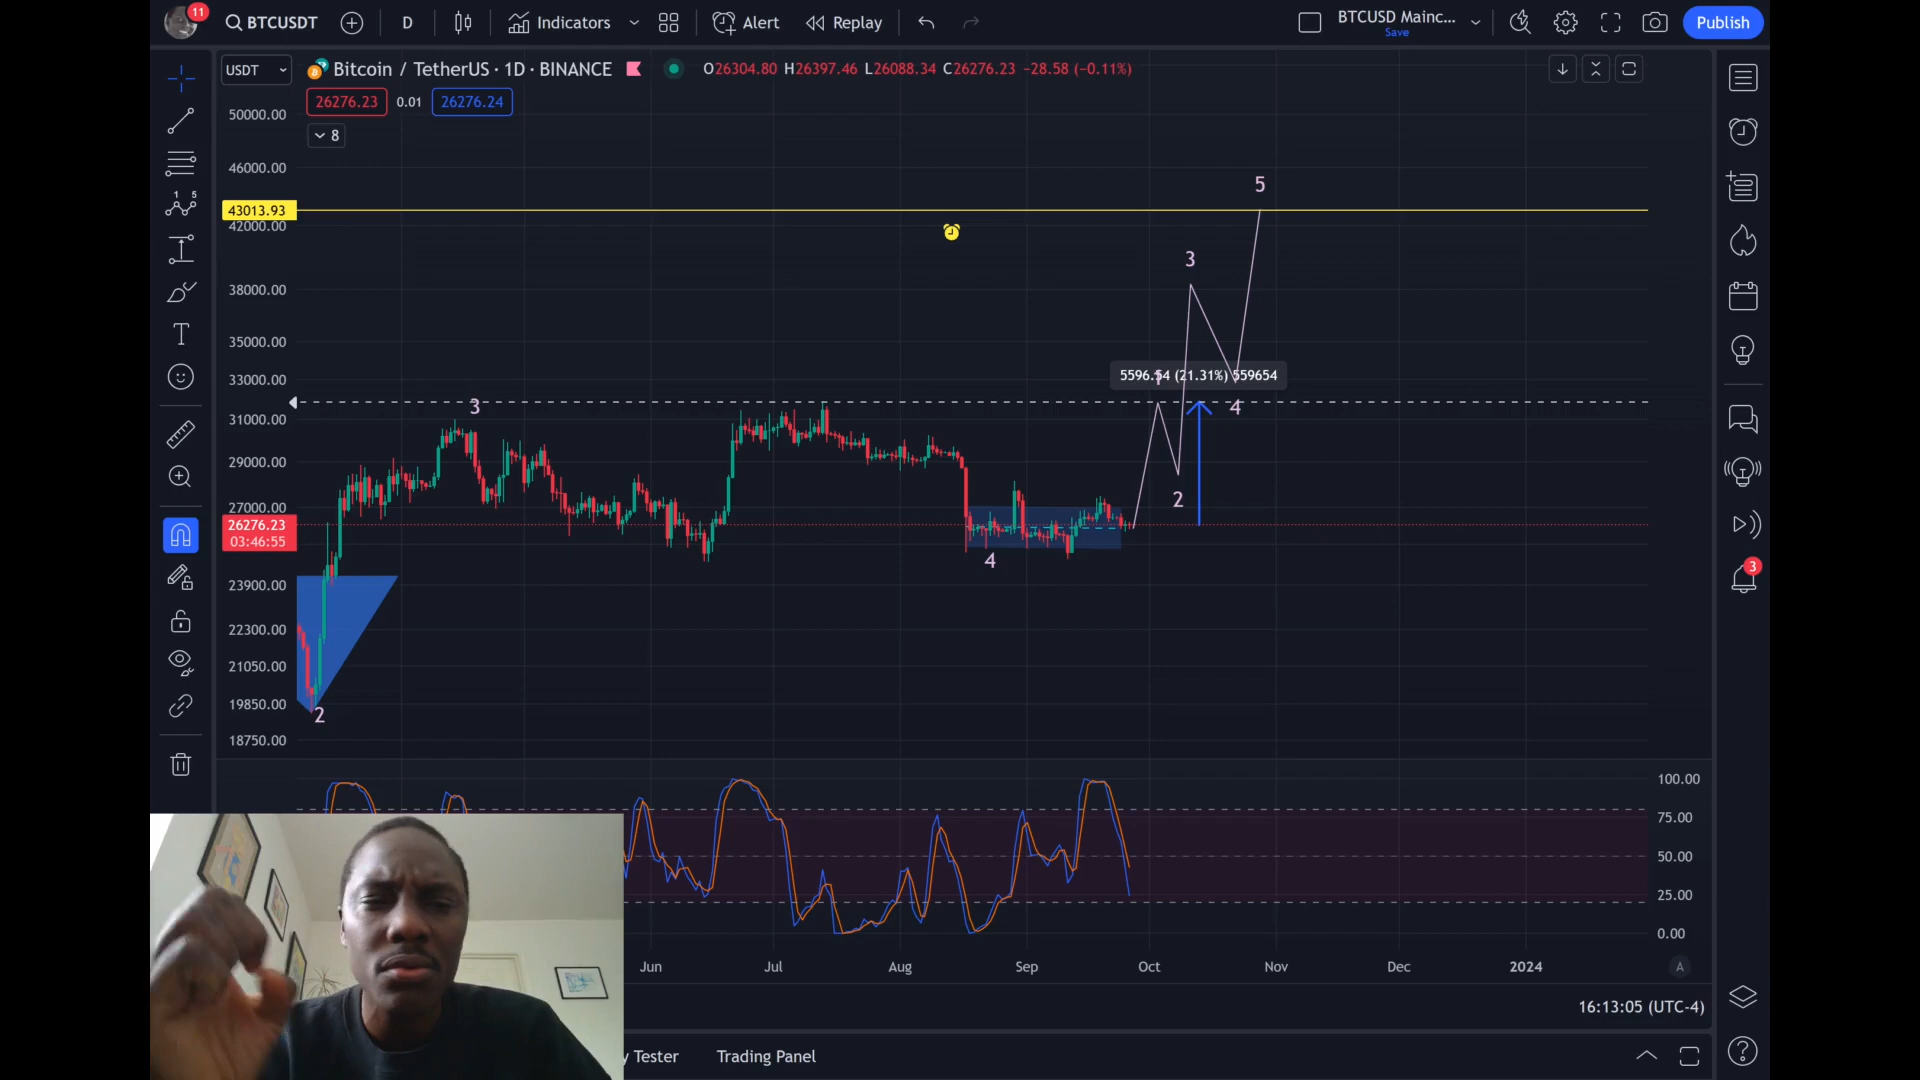 11
BTCUSDT
D
Indicators
Alert
Replay
BTCUSD Mainc...
Save
Publish
USDT
Bitcoin / TetherUS · 1D · BINANCE
O26304.80 H26397.46 L26088.34 C26276.23 -28.58 (-0.11%)
26276.23
0.01
26276.24
8
50000.00
46000.00
43013.93
42000.00
38000.00
35000.00
33000.00
31000.00
29000.00
27000.00
26276.23
03:46:55
23900.00
22300.00
21050.00
19850.00
18750.00
1 5
5
3
5596.54 (21.31%) 559654
1
4
3
2
4
2
3
100.00
75.00
50.00
25.00
0.00
Jun Jul Aug Sep Oct Nov Dec 2024
A
16:13:05 (UTC-4)
y Tester
Trading Panel